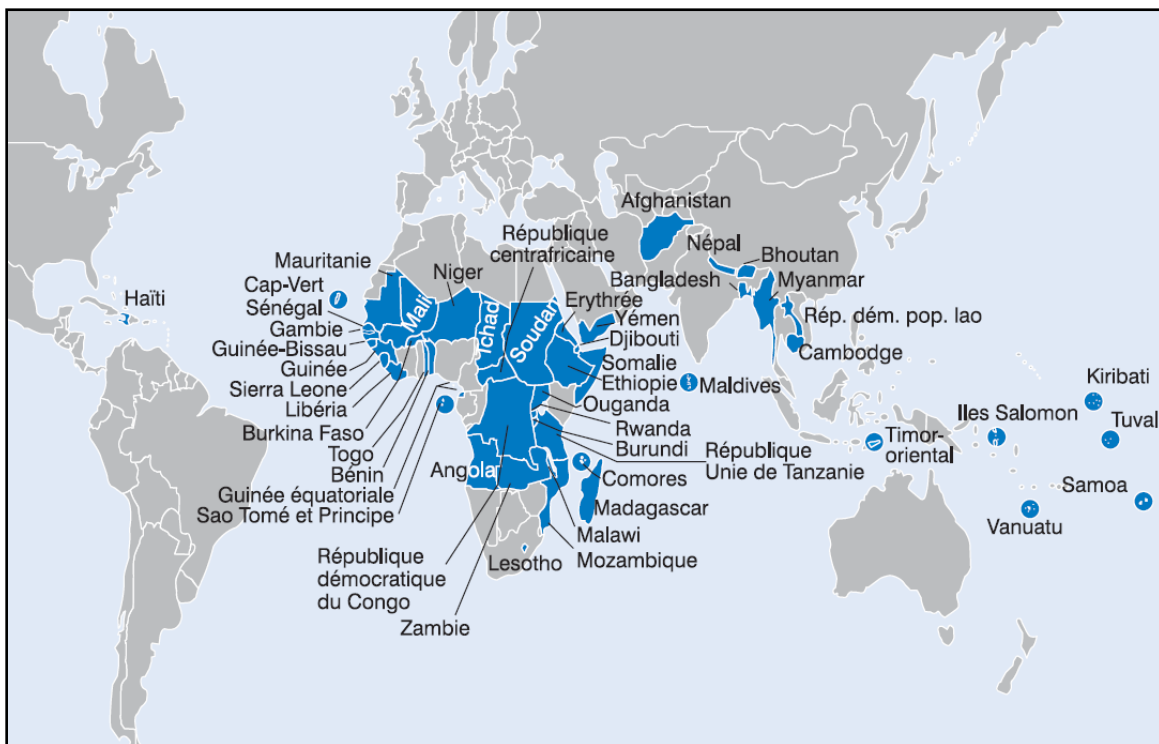 Afghanistan
République
centrafricaine
Népal
Bhoutan
Mauritanie
Niger
Bangladesh
Myanmar
Cap-Vert
Haïti
Mali
Tchad
Soudan
Erythrée
Sénégal
Yémen
Rép. dém. pop. lao
Gambie
Djibouti
Guinée-Bissau
Somalie
Cambodge
Guinée
Ethiopie
Maldives
Sierra Leone
Ouganda
Kiribati
Libéria
Iles Salomon
Tuval
Burkina Faso
Rwanda
Timor-
oriental
Togo
Burundi
République
Unie de Tanzanie
Bénin
Angola
Comores
Guinée équatoriale
Samoa
Sao Tomé et Principe
Madagascar
Vanuatu
Malawi
République
démocratique
du Congo
Lesotho
Mozambique
Zambie